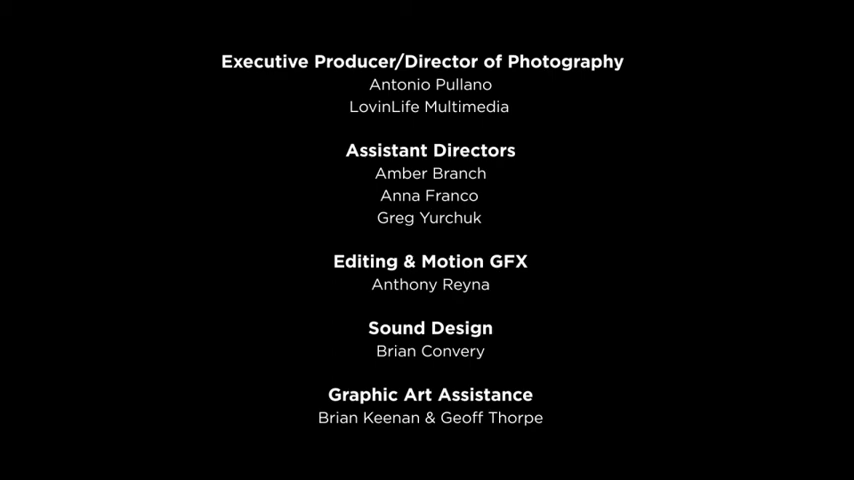 Executive Producer/Director of Photography
Antonio Pullano
LovinLife Multimedia
Assistant Directors
Amber Branch
Anna Franco
Greg Yurchuk
Editing & Motion GFX
Anthony Reyna
Sound Design
Brian Convery
Graphic Art Assistance
Brian Keenan & Geoff Thorpe